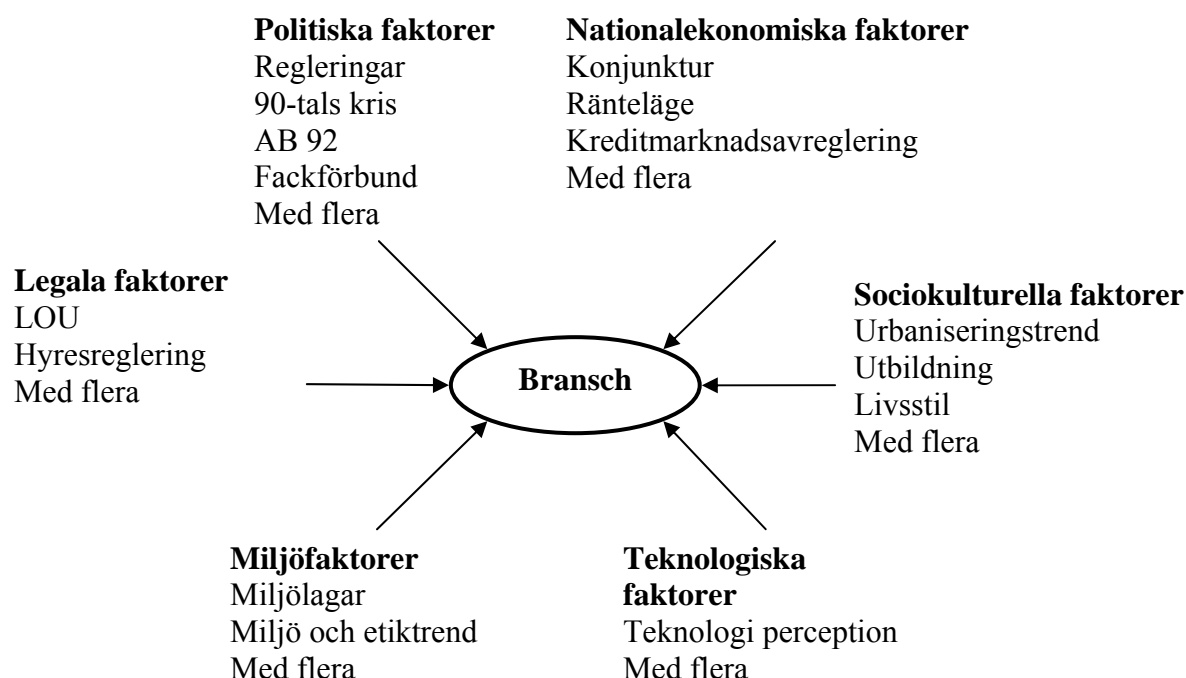 Politiska faktorer
Regleringar
90-tals kris
AB 92
Fackförbund
Med flera
Nationalekonomiska faktorer
Konjunktur
Ränteläge
Kreditmarknadsavreglering
Med flera
Legala faktorer
LOU
Hyresreglering
Med flera
Bransch
Sociokulturella faktorer
Urbaniseringstrend
Utbildning
Livsstil
Med flera
Miljöfaktorer
Miljölagar
Miljö och etiktrend
Med flera
Teknologiska
faktorer
Teknologi perception
Med flera